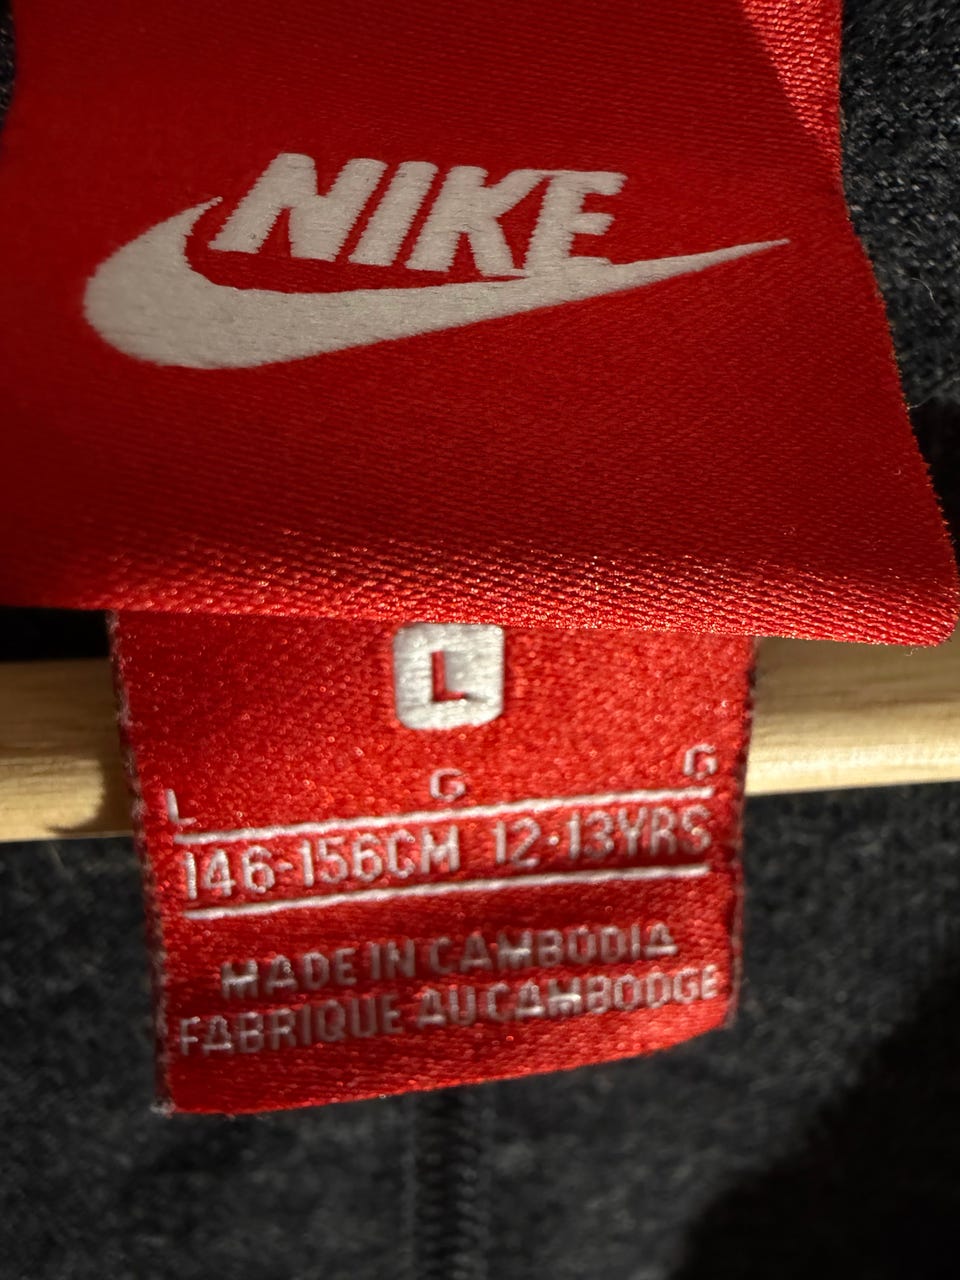 NIKE
L
L G G
146-156CM 12-13YRS
MADE IN CAMBODIA
FABRIQUE AU CAMBODGE